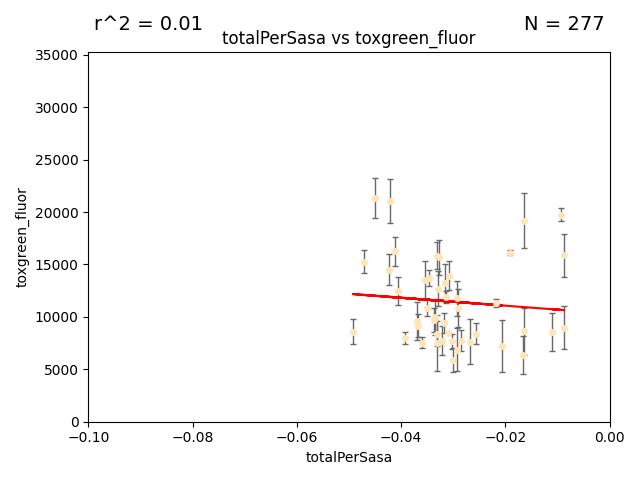 r^2 = 0.01
N = 277
totalPerSasa vs toxgreen_fluor
35000
30000
25000
20000
15000
10000
5000
0
toxgreen_fluor
−0.10
−0.08
−0.06
−0.04
−0.02
0.00
totalPerSasa